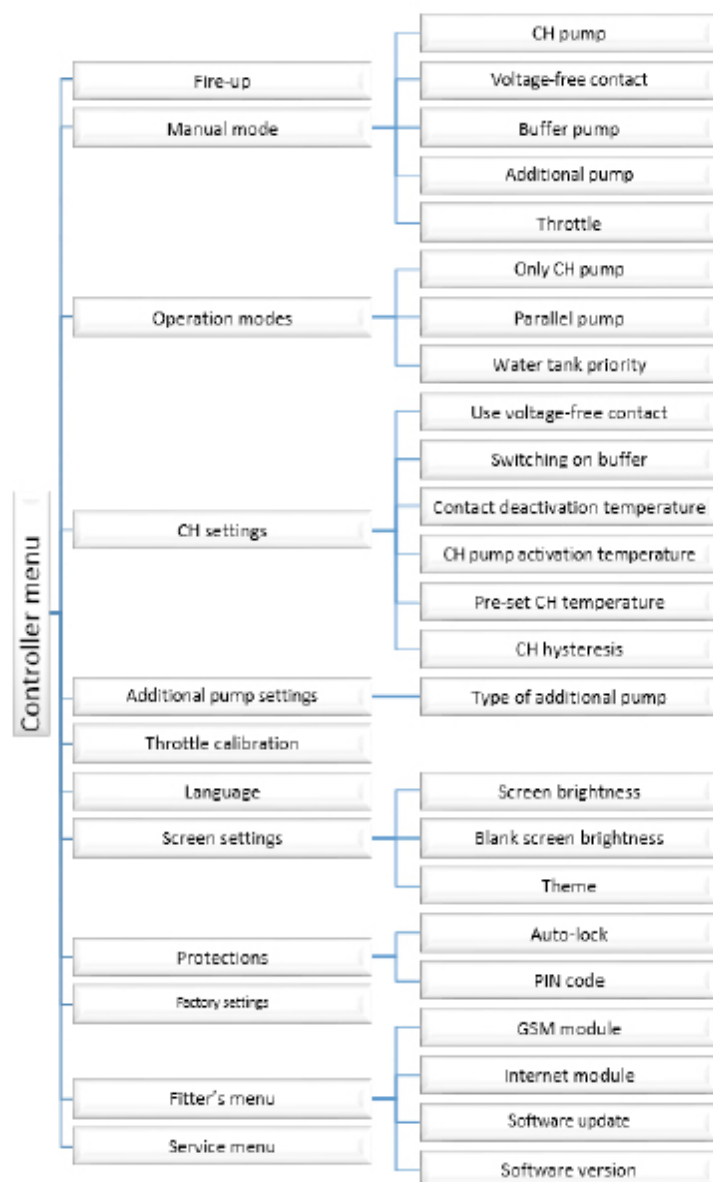 Controller menu
Fire-up
Manual mode
CH pump
Voltage-free contact
Buffer pump
Additional pump
Throttle
Operation modes
Only CH pump
Parallel pump
Water tank priority
CH settings
Use voltage-free contact
Switching on buffer
Contact deactivation temperature
CH pump activation temperature
Pre-set CH temperature
CH hysteresis
Additional pump settings
Type of additional pump
Throttle calibration
Language
Screen settings
Screen brightness
Blank screen brightness
Theme
Protections
Auto-lock
PIN code
Factory settings
Fitter's menu
GSM module
Internet module
Software update
Software version
Service menu